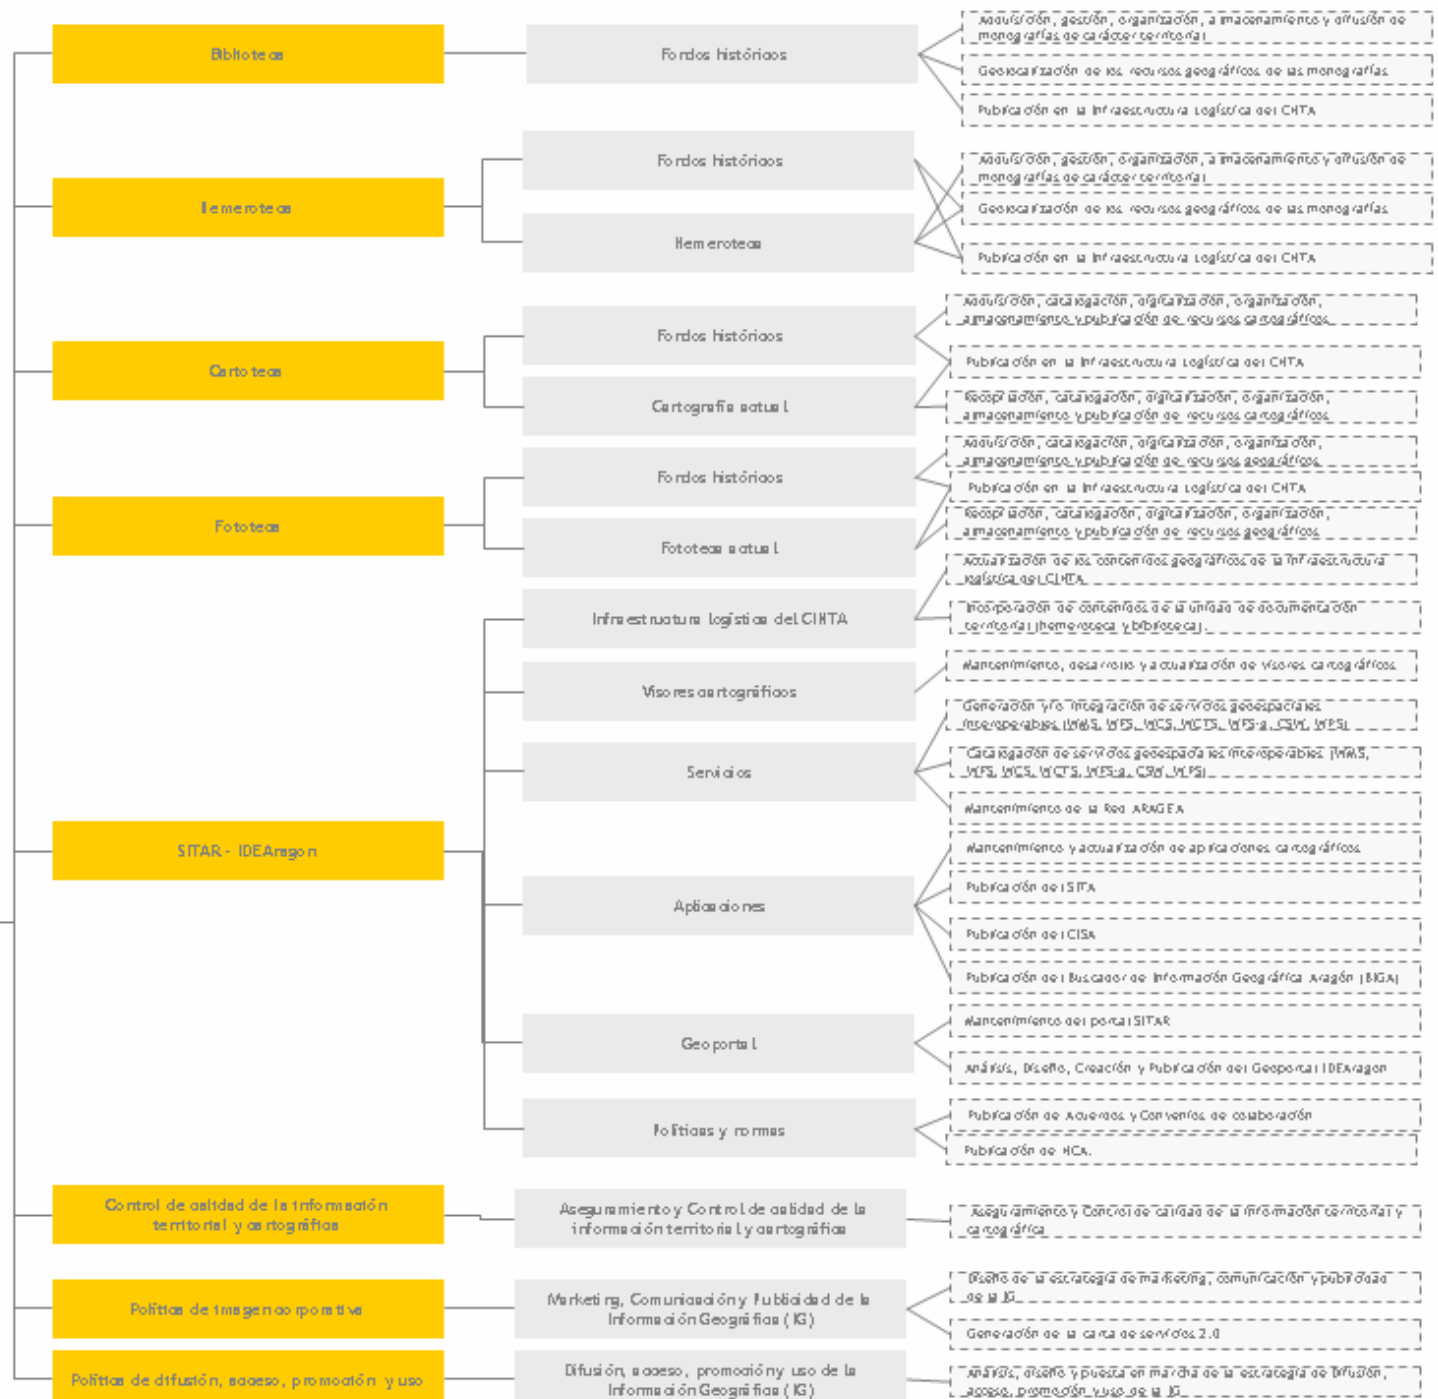 Biblioteca
Fondos históricos
Adquisición, gestión, organización, almacenamiento y difusión de
monografías de carácter territorial
Geolocalización de los recursos geográficos de las monografías
Publicación en la Infraestructura Logística del CINTA
Hemeroteca
Fondos históricos
Hemeroteca
Adquisición, gestión, organización, almacenamiento y difusión de
monografías de carácter territorial
Geolocalización de los recursos geográficos de las monografías
Publicación en la Infraestructura Logística del CINTA
Cartoteca
Fondos históricos
Cartografía actual
Adquisición, catalogación, digitalización, organización,
almacenamiento y publicación de recursos cartográficos
Publicación en la Infraestructura Logística del CINTA
Recopilación, catalogación, digitalización, organización,
almacenamiento y publicación de recursos cartográficos
Fototeca
Fondos históricos
Fototeca actual
Adquisición, catalogación, digitalización, organización,
almacenamiento y publicación de recursos geográficos
Publicación en la Infraestructura Logística del CINTA
Recopilación, catalogación, digitalización, organización,
almacenamiento y publicación de recursos geográficos
SITAR - IDEAragon
Infraestructura logística del CINTA
Actualización de los contenidos geográficos de la infraestructura
logística del CINTA
Incorporación de contenidos de la unidad de documentación
territorial (hemeroteca y biblioteca).
Visores cartográficos
Mantenimiento, desarrollo y actualización de visores cartográficos
Servicios
Generación y/o integración de servicios geoespaciales
interoperables (WMS, WFS, WCS, WCTS, WFS-g, CSW, WPS)
Catalogación de servicios geoespaciales interoperables (WMS,
WFS, WCS, WCTS, WFS-g, CSW, WPS)
Mantenimiento de la Red ARAGEA
Aplicaciones
Mantenimiento y actualización de aplicaciones cartográficos
Publicación del SITA
Publicación del CISA
Publicación del Buscador de Información Geográfica Aragón (BIGA)
Geoportal
Mantenimiento del portal SITAR
Análisis, Diseño, Creación y Publicación del Geoportal IDEAragon
Políticas y normas
Publicación de Acuerdos y Convenios de colaboración
Publicación de NCA.
Control de calidad de la información
territorial y cartográfica
Aseguramiento y Control de calidad de la
información territorial y cartográfica
Aseguramiento y Control de calidad de la información territorial y
cartográfica
Política de imagen corporativa
Marketing, Comunicación y Publicidad de la
Información Geográfica (IG)
Diseño de la estrategia de marketing, comunicación y publicidad
de la IG
Generación de la carta de servicios 2.0
Política de difusión, acceso, promoción y uso
Difusión, acceso, promoción y uso de la
Información Geográfica (IG)
Análisis, diseño y puesta en marcha de la estrategia de Difusión,
acceso, promoción y uso de la IG